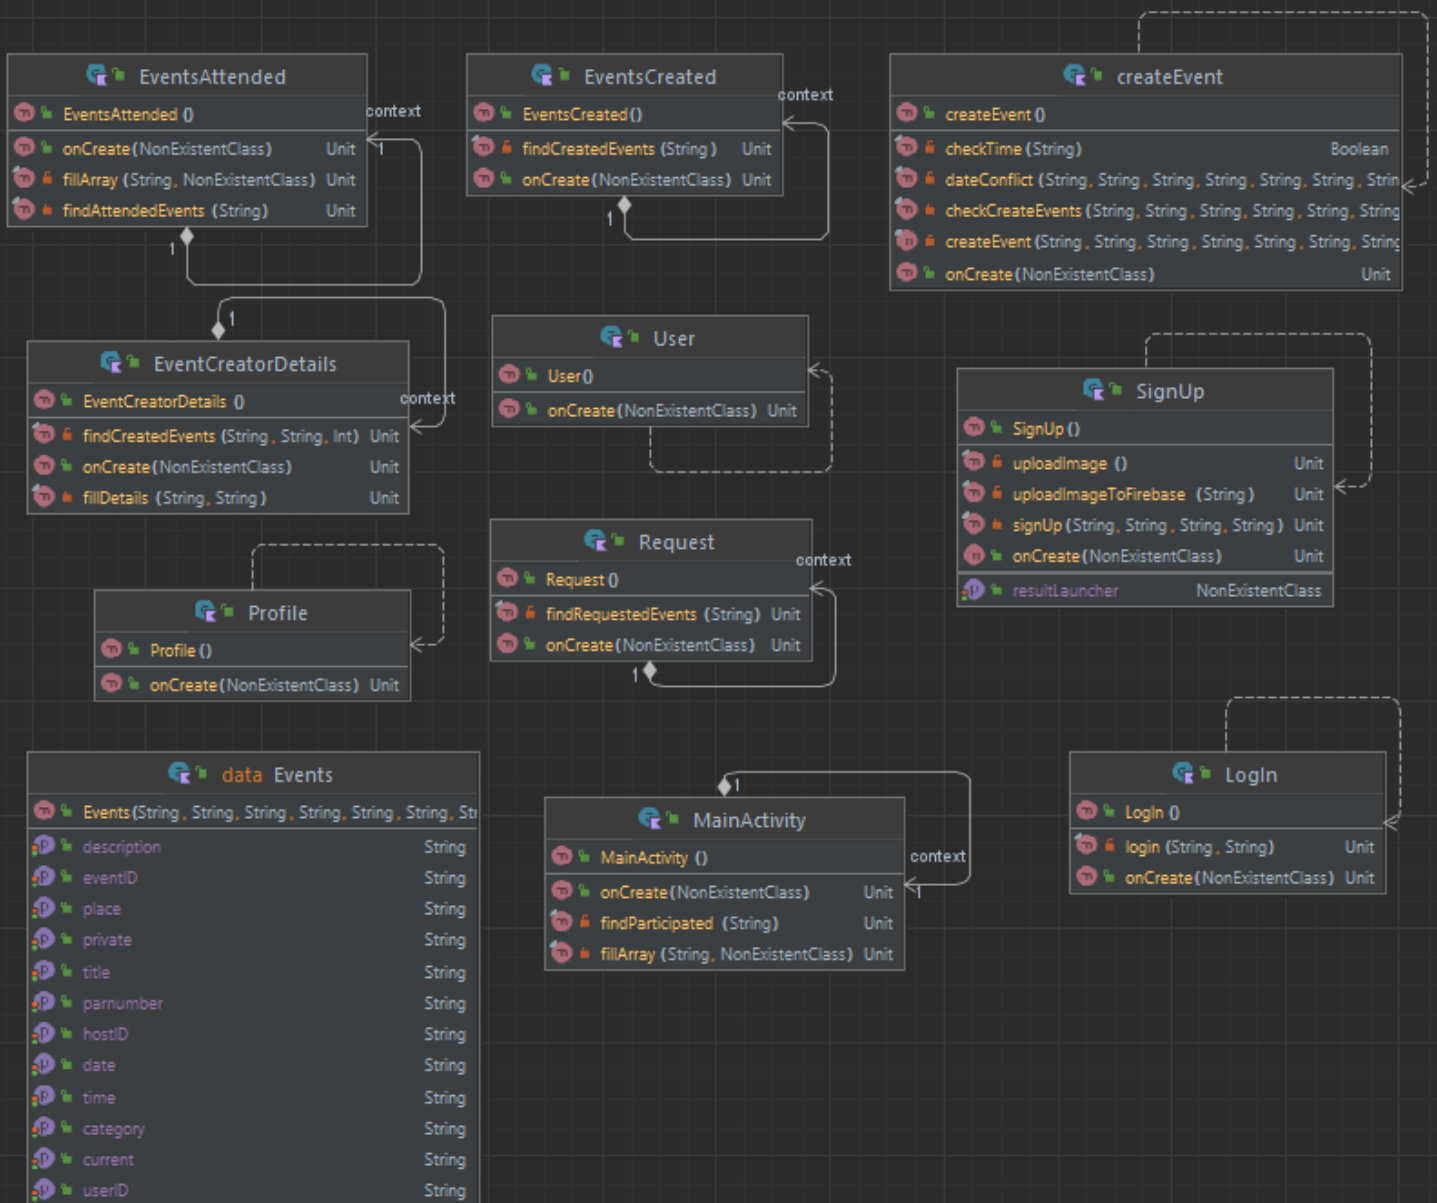 EventsAttended
EventsAttended ()
onCreate(NonExistentClass) Unit
fillArray (String, NonExistentClass) Unit
findAttendedEvents (String) Unit
context
1
1
EventsCreated
EventsCreated()
findCreatedEvents (String) Unit
onCreate(NonExistentClass) Unit
context
1
createEvent
createEvent ()
checkTime (String) Boolean
dateConflict (String, String, String, String, String, String, Strin
checkCreateEvents (String, String, String, String, String, String
createEvent (String, String, String, String, String, String, String
onCreate(NonExistentClass) Unit
1
EventCreatorDetails
EventCreatorDetails ()
findCreatedEvents (String, String, Int) Unit
onCreate(NonExistentClass) Unit
fillDetails (String, String) Unit
context
User
User()
onCreate(NonExistentClass) Unit
SignUp
SignUp ()
uploadImage () Unit
uploadImageToFirebase (String) Unit
signUp (String, String, String, String) Unit
onCreate(NonExistentClass) Unit
resultLauncher NonExistentClass
Request
Request ()
findRequestedEvents (String) Unit
onCreate(NonExistentClass) Unit
context
1
Profile
Profile ()
onCreate(NonExistentClass) Unit
data Events
Events(String, String, String, String, String, String, St
description String
eventID String
place String
private String
title String
parnumber String
hostID String
date String
time String
category String
current String
userID String
1
MainActivity
MainActivity ()
onCreate(NonExistentClass) Unit
findParticipated (String) Unit
fillArray (String, NonExistentClass) Unit
context
1
LogIn
LogIn ()
login (String, String) Unit
onCreate(NonExistentClass) Unit